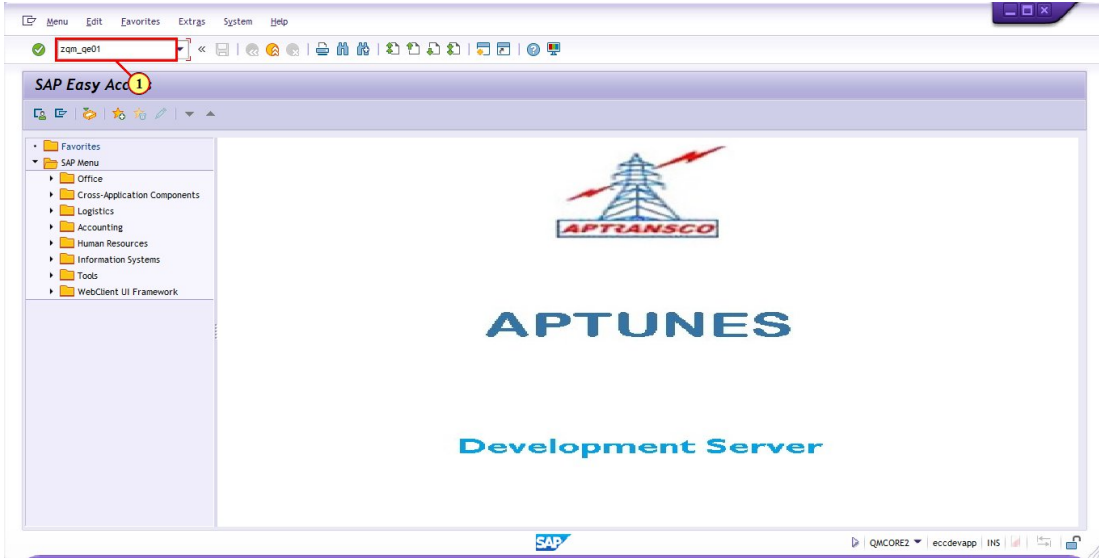 Menu Edit Favorites Extras System Help
zqm_qe01
SAP Easy Acc
1
Favorites
SAP Menu
Office
Cross-Application Components
Logistics
Accounting
Human Resources
Information Systems
Tools
WebClient UI Framework
APTRANSCO
APTUNES
Development Server
SAP
QMCORE2 eccdevapp INS